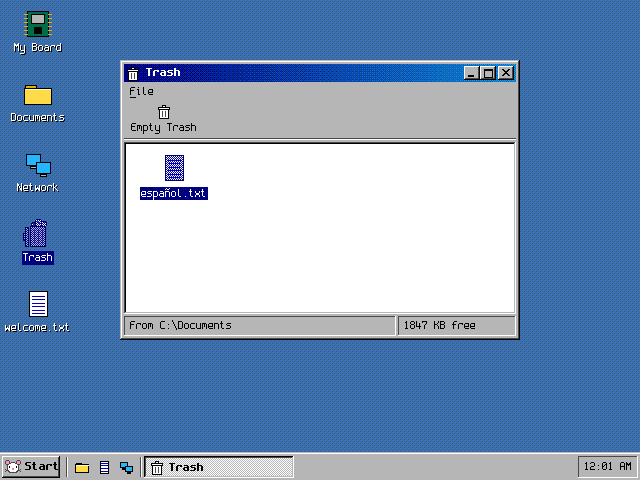 My Board
Documents
Network
Trash
welcome.txt
Trash
File
Empty Trash
español.txt
From C:\Documents
1847 KB free
Start
Trash
12:01 AM